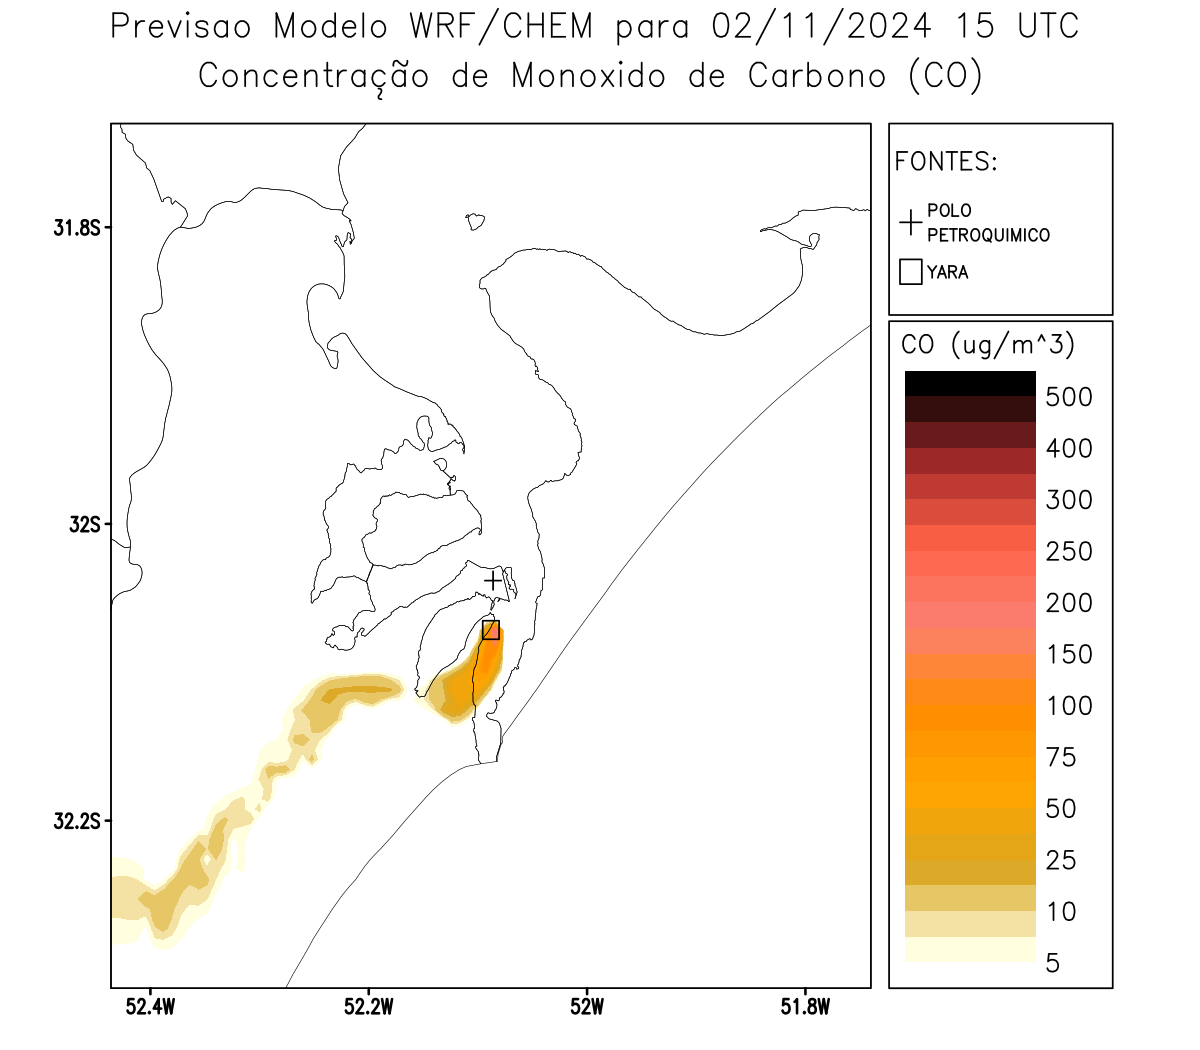 Previsao Modelo WRF/CHEM para 02/11/2024 15 UTC
Concentração de Monoxido de Carbono (CO)
FONTES:
POLO
PETROQUIMICO
YARA
CO (ug/m^3)
500
400
300
250
200
150
100
75
50
25
10
5
31.8S
32S
32.2S
52.4W
52.2W
52W
51.8W